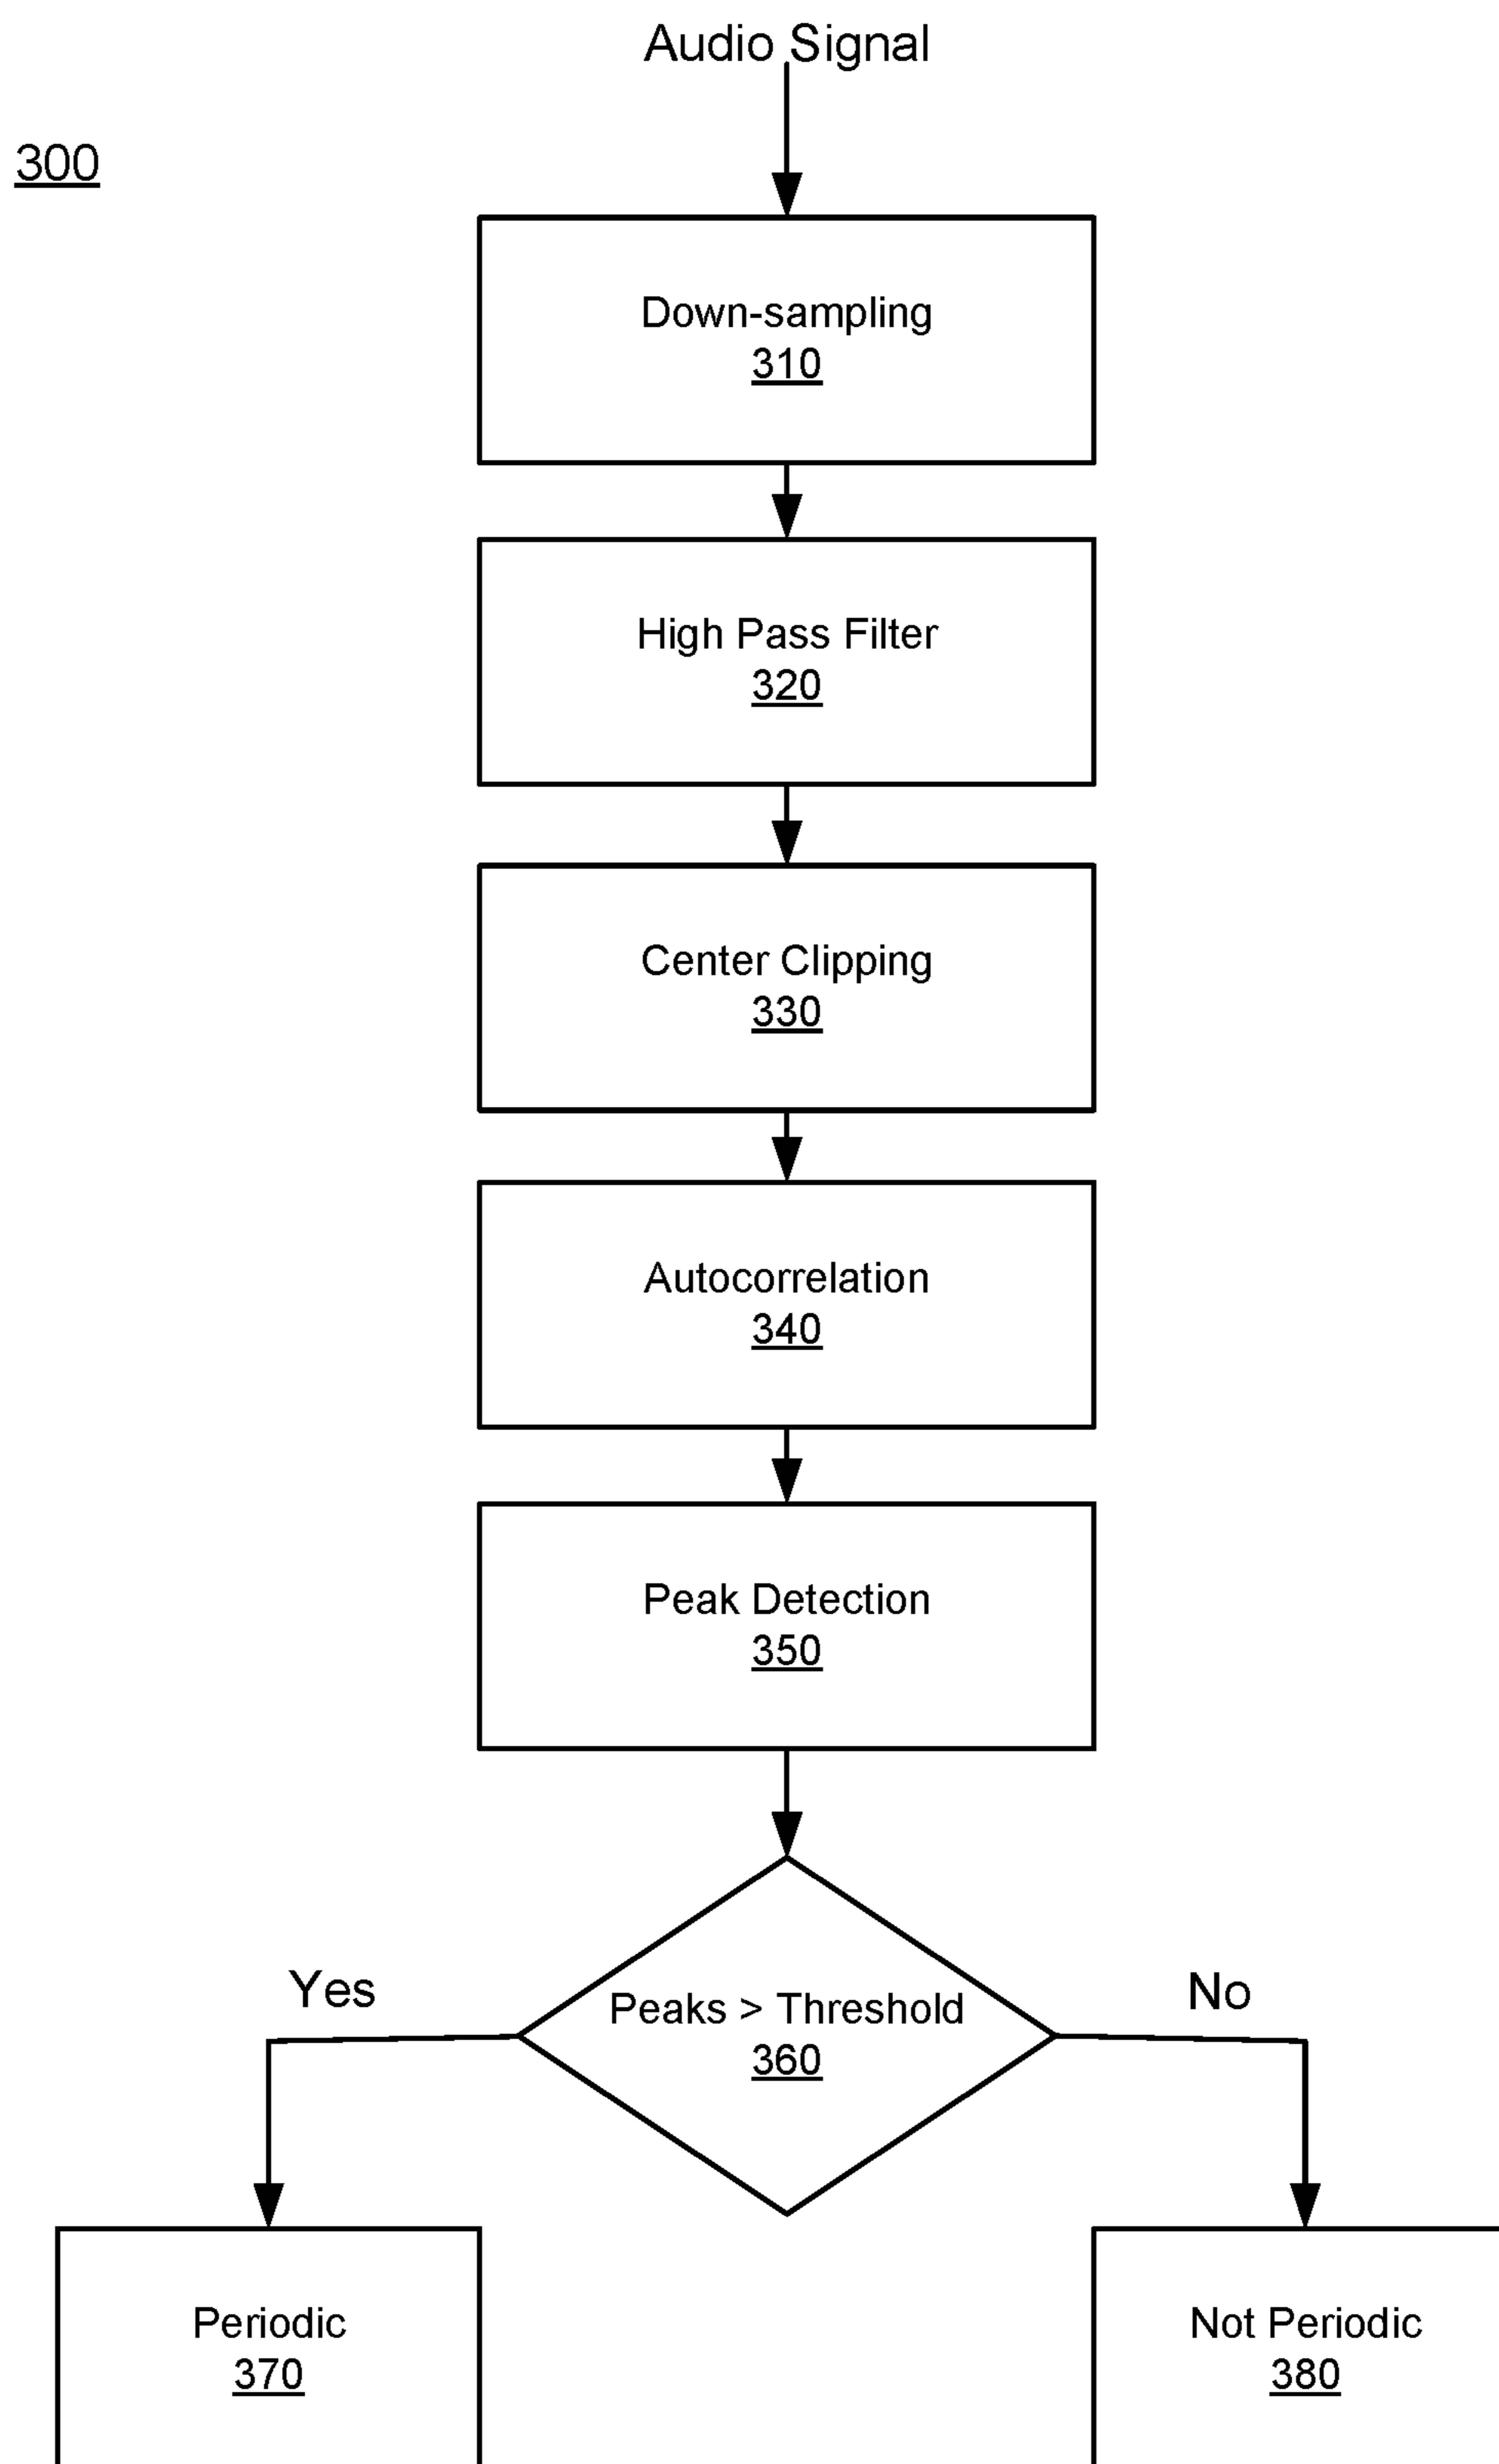 Audio Signal
300
Down-sampling
310
High Pass Filter
320
Center Clipping
330
Autocorrelation
340
Peak Detection
350
Yes
Peaks > Threshold
360
No
Periodic
370
Not Periodic
380